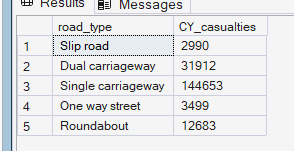 Results Messages
road_type CY_casualties
1 Slip road 2990
2 Dual carriageway 31912
3 Single carriageway 144653
4 One way street 3499
5 Roundabout 12683